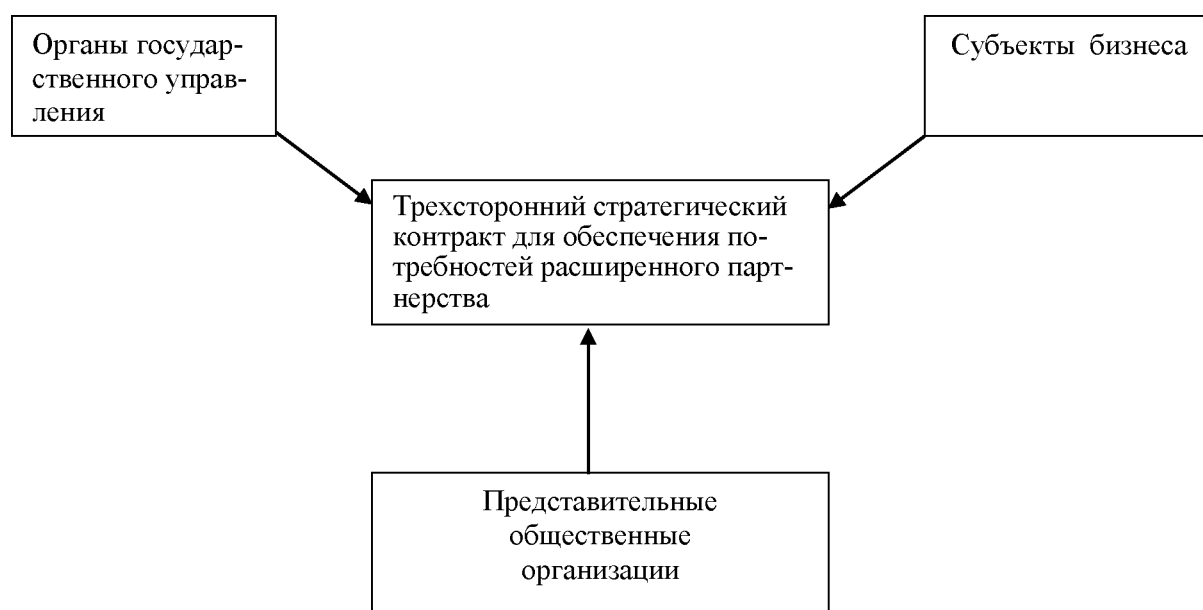 Органы государ-
ственного управ-
ления
Субъекты бизнеса
Трехсторонний стратегический
контракт для обеспечения по-
требностей расширенного парт-
нерства
Представительные
общественные
организации